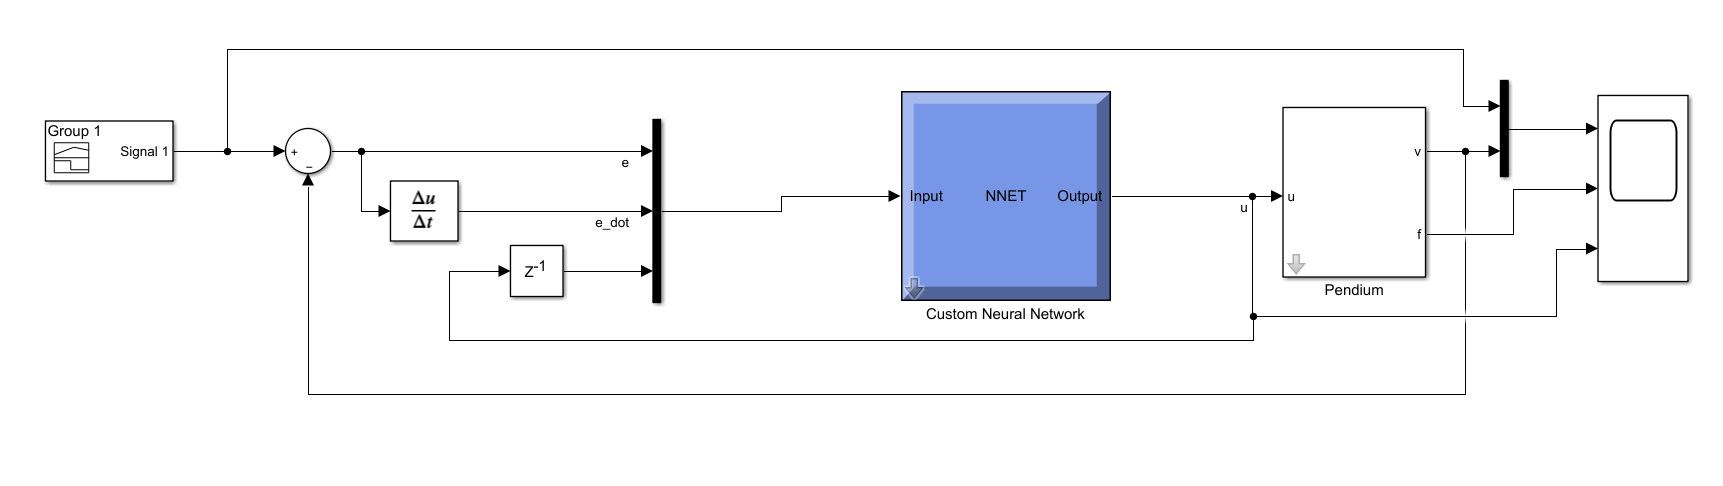 Group 1
Signal 1
+
−
e
Δu
Δt
e_dot
Z-1
Input
NNET
Output
Custom Neural Network
u
u
v
f
Pendium